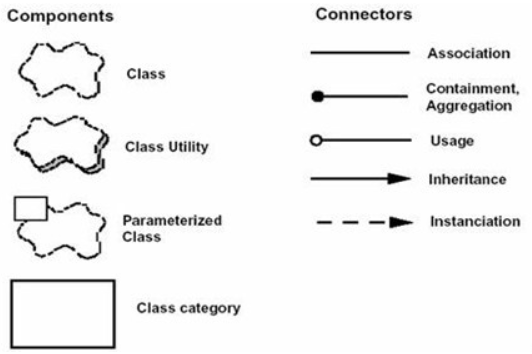 Components
Class
Class Utility
Parameterized
Class
Class category
Connectors
Association
Containment,
Aggregation
Usage
Inheritance
Instanciation